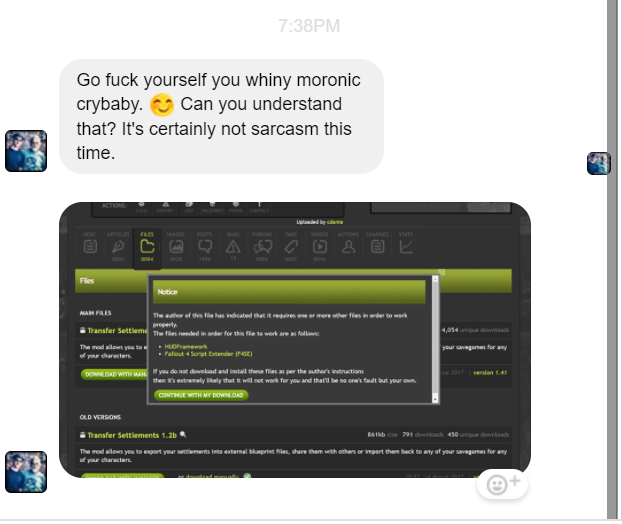 7:38PM
Go fuck yourself you whiny moronic
crybaby. 😊 Can you understand
that? It's certainly not sarcasm this
time.
ACTIONS:
Uploaded by cdante
DESC ARTICLES FILES IMAGES POSTS BUGS FORUMS TAGS VIDEOS ACTIONS CHANGES STATS
Files
Notice
The author of this file has indicated that it requires one or more other files in order to work
properly.
The files needed in order for this file to work are as follows:
• HUDFramework
• Fallout 4 Script Extender (F4SE)
If you do not download and install these files as per the author's instructions
then it's extremely likely that it will not work for you and that'll be no one's fault but your own.
CONTINUE WITH MY DOWNLOAD
MAIN FILES
Transfer Settleme 4,054 unique downloads
The mod allows you to e your savegames for any
of your characters.
DOWNLOAD WITH MAN 2017 | version 1.41
OLD VERSIONS
Transfer Settlements 1.2b 861kb size 791 downloads 450 unique downloads
The mod allows you to export your settlements into external blueprint files, share them with others or import them back to any of your savegames for any
of your characters.
DOWNLOAD WITH MANAGER or download manually